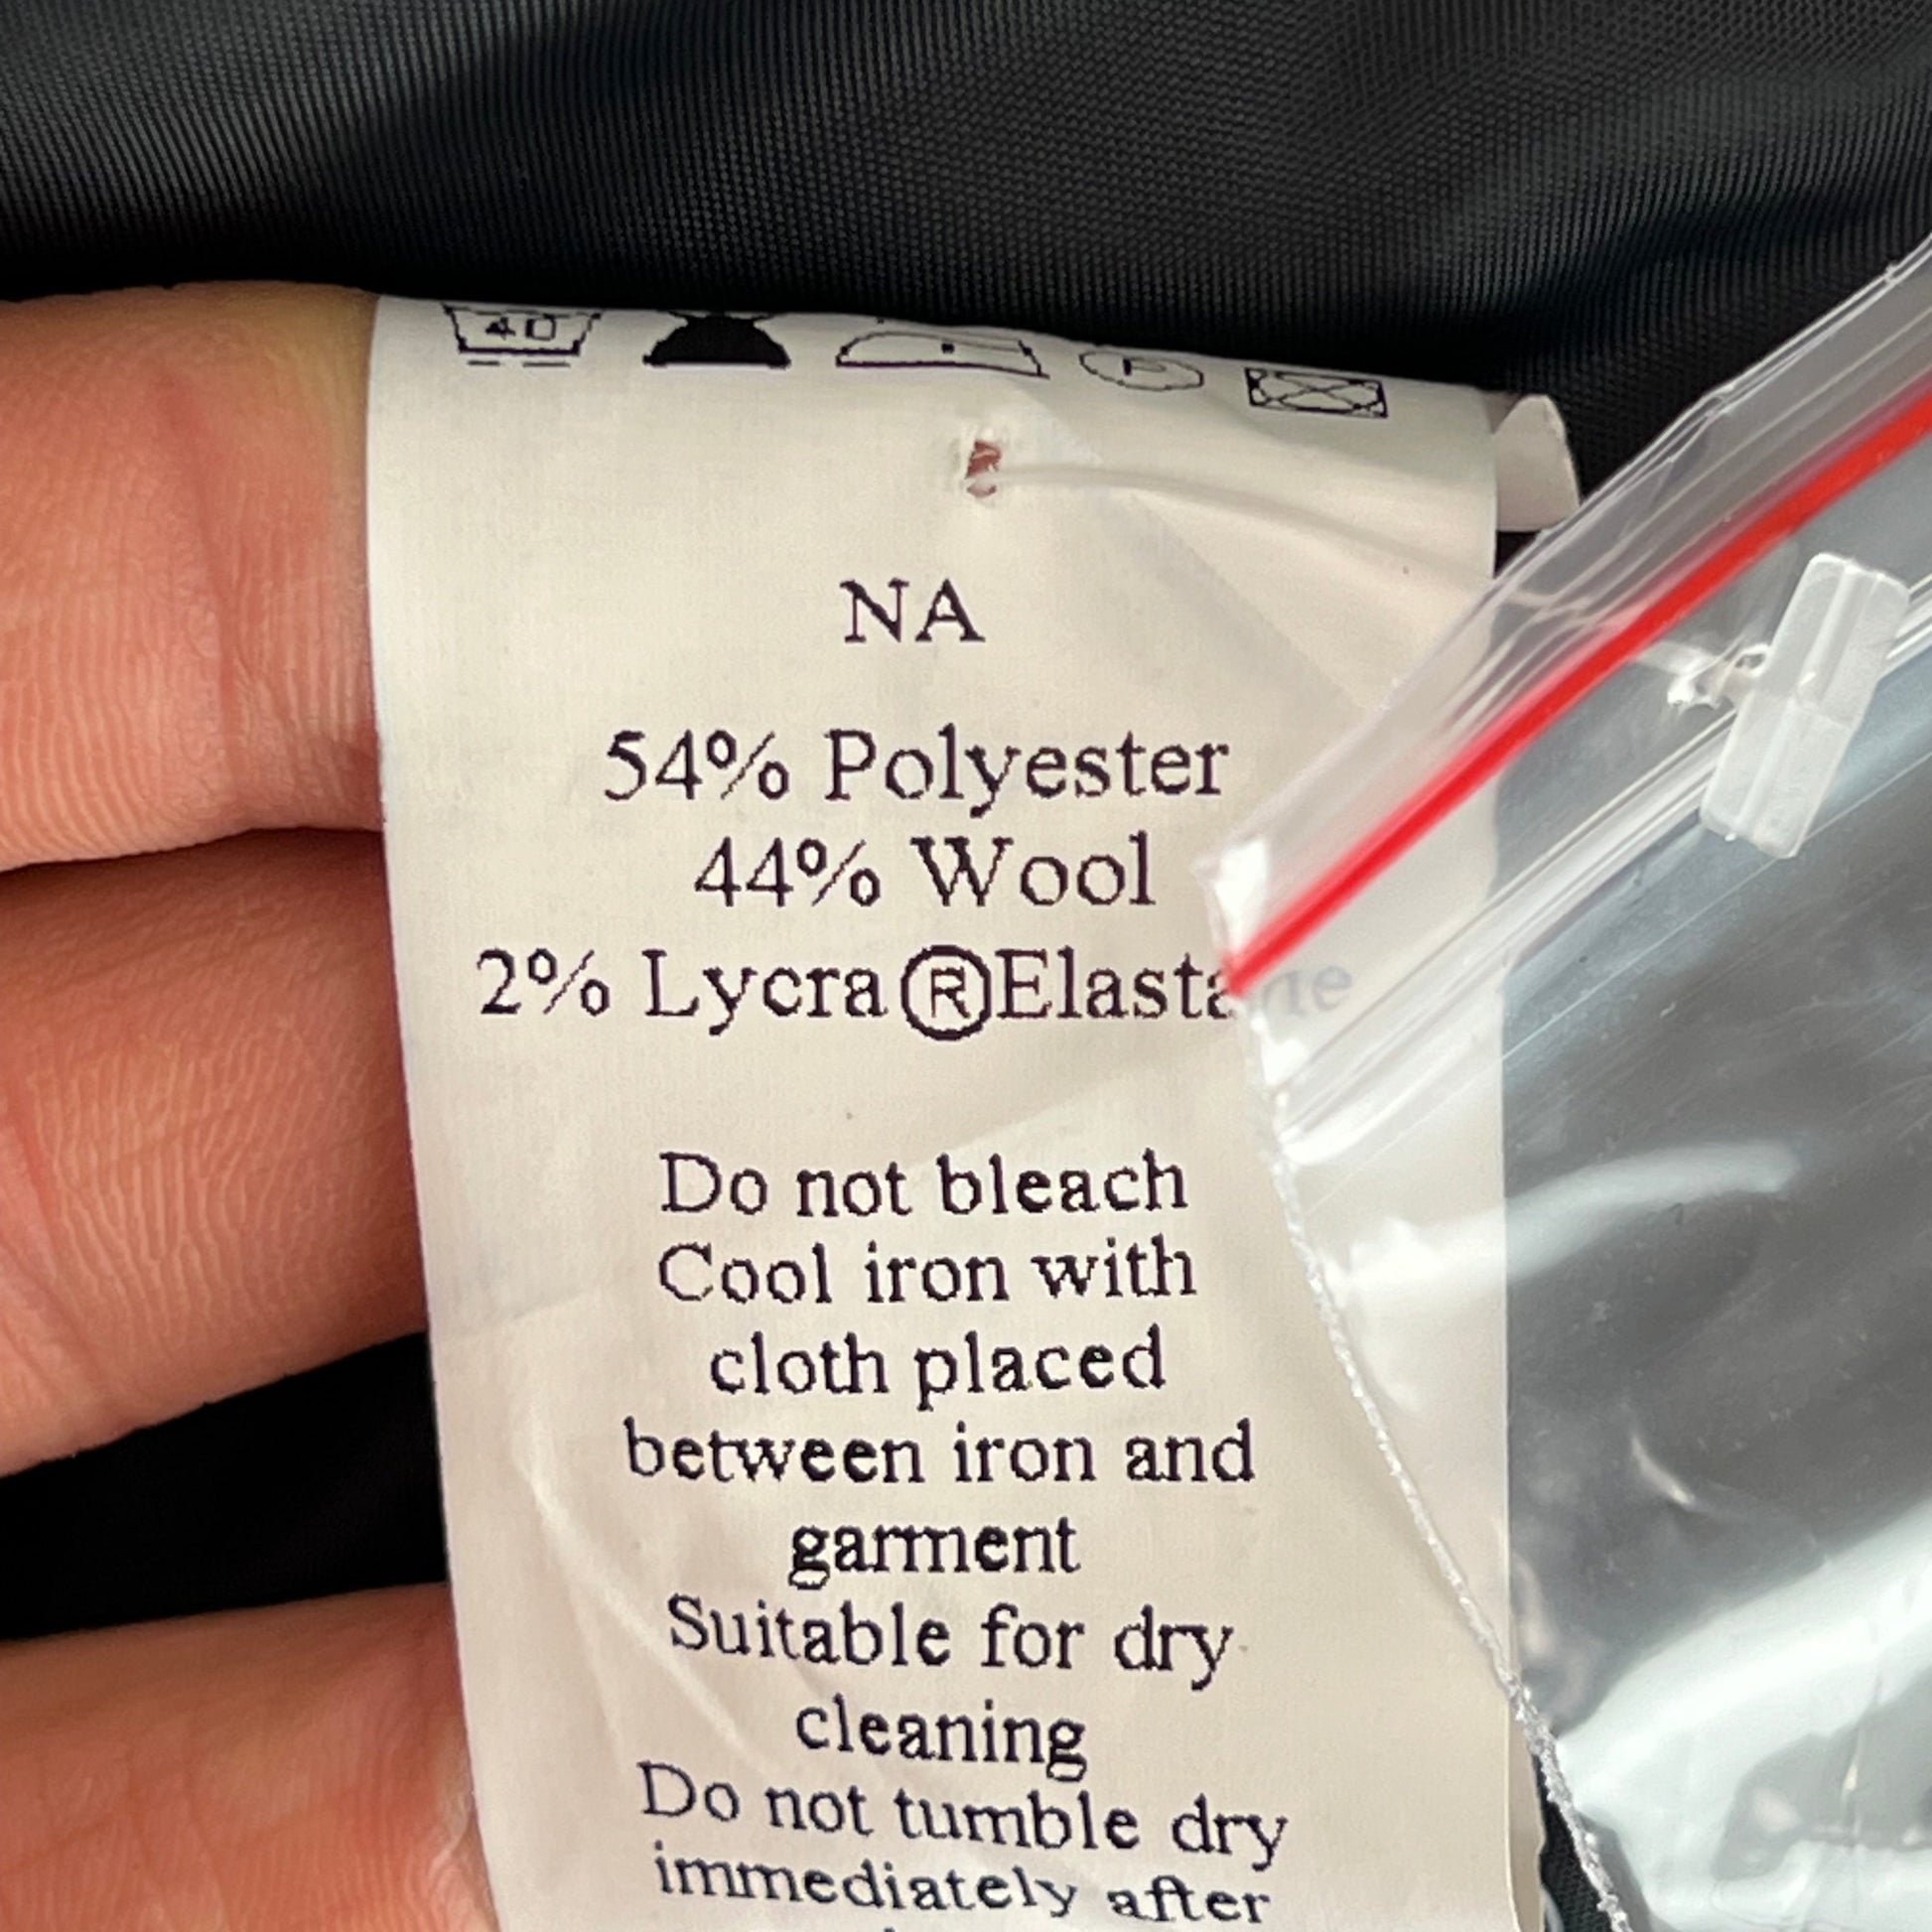 40
P
NA
54% Polyester
44% Wool
2% Lycra®Elastane
Do not bleach
Cool iron with
cloth placed
between iron and
garment
Suitable for dry
cleaning
Do not tumble dry
immediately after